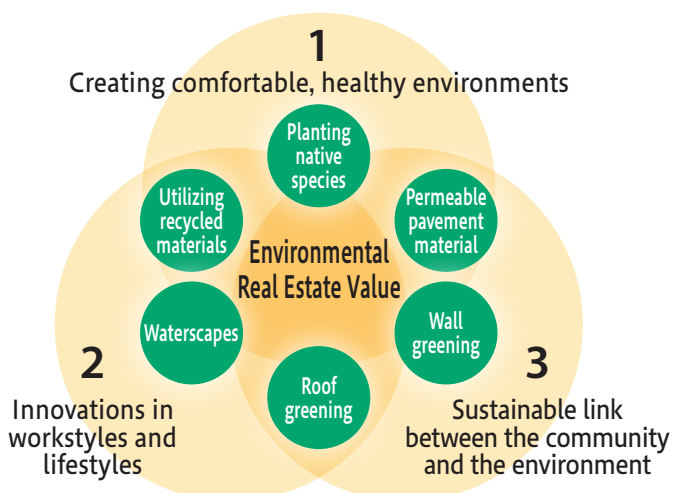 1
Creating comfortable, healthy environments
Planting
native
species
Utilizing
recycled
materials
Permeable
pavement
material
Environmental
Real Estate Value
Waterscapes
Wall
greening
Roof
greening
2
Innovations in
workstyles and
lifestyles
3
Sustainable link
between the community
and the environment